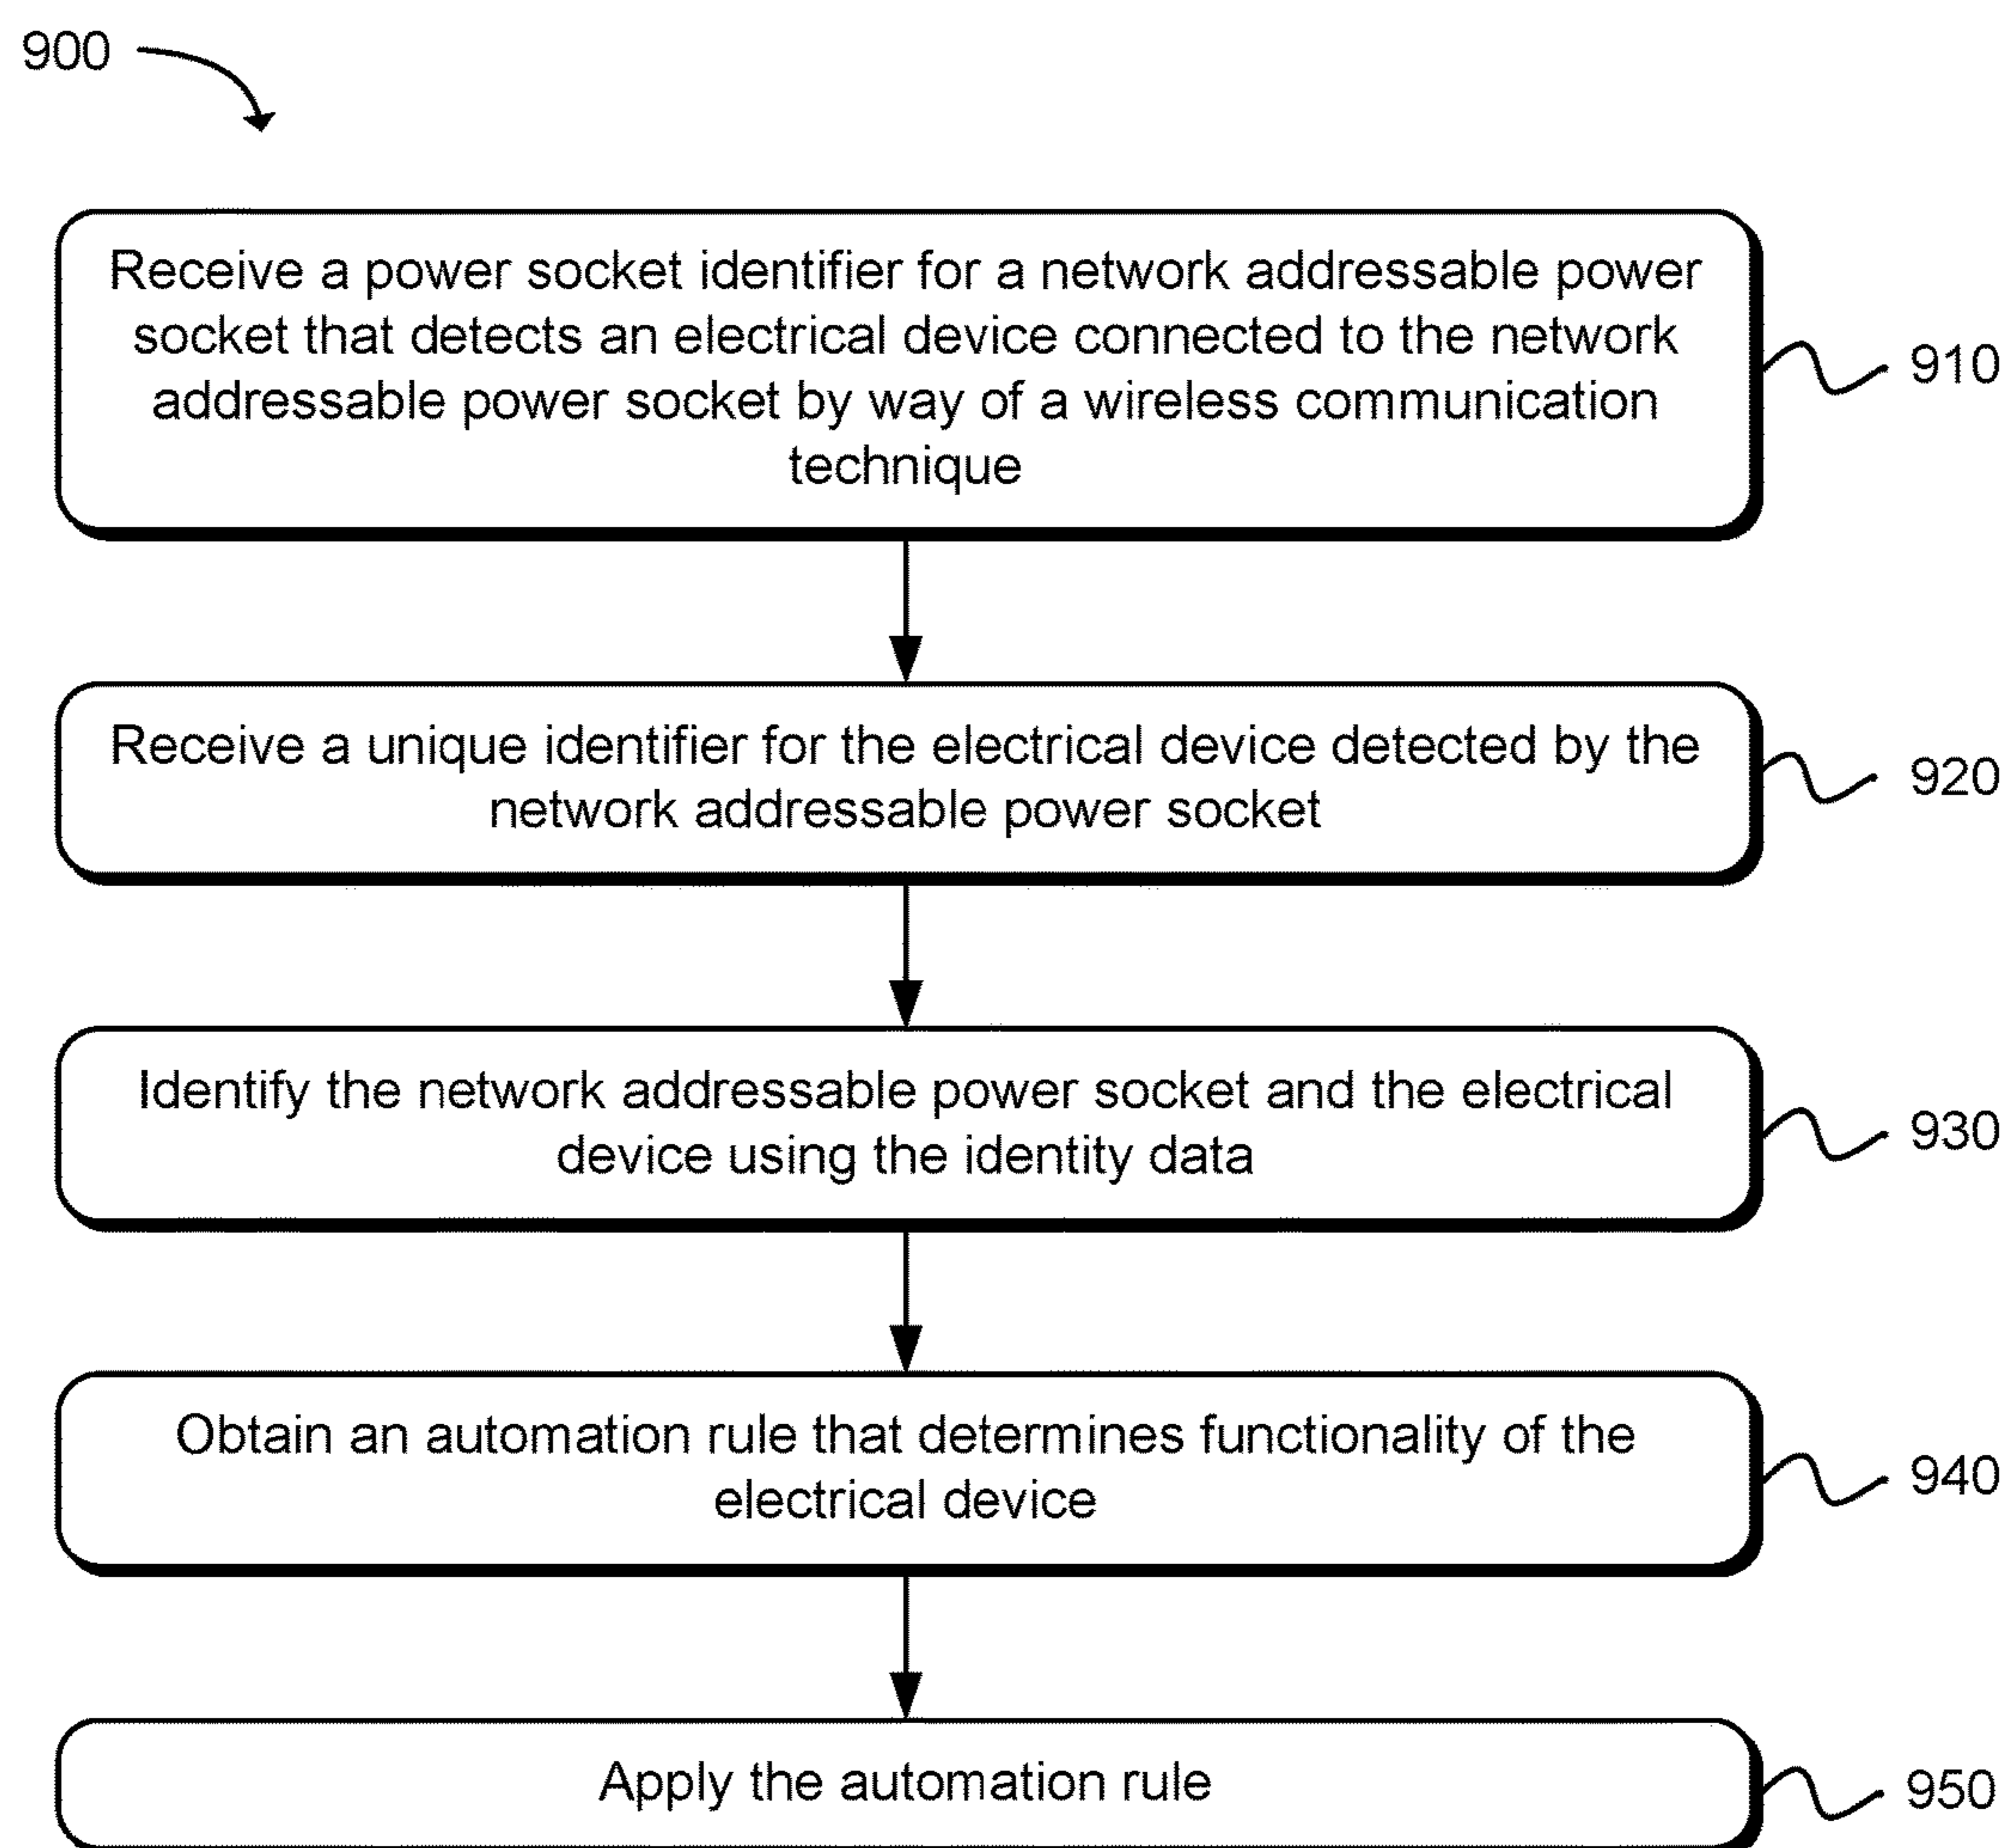 900
Receive a power socket identifier for a network addressable power
socket that detects an electrical device connected to the network
addressable power socket by way of a wireless communication
technique
910
Receive a unique identifier for the electrical device detected by the
network addressable power socket
920
Identify the network addressable power socket and the electrical
device using the identity data
930
Obtain an automation rule that determines functionality of the
electrical device
940
Apply the automation rule
950